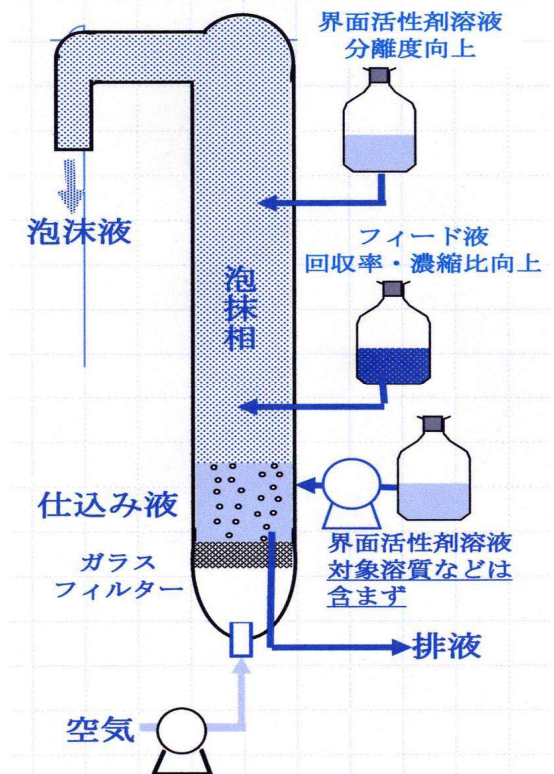 界面活性剤溶液
分離度向上
泡沫液
フィード液
回収率・濃縮比向上
泡抹相
仕込み液
ガラス
フィルター
界面活性剤溶液
対象溶質などは
含まず
排液
空気